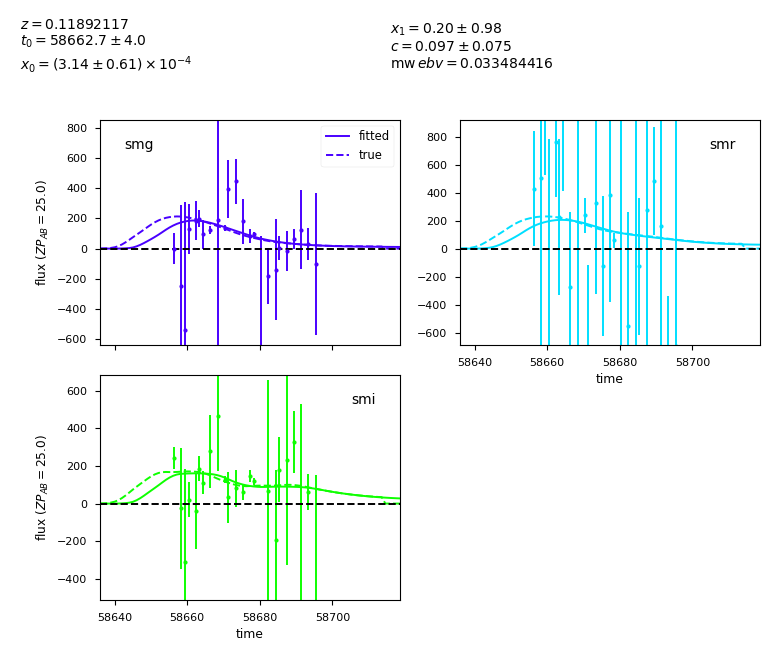 z = 0.11892117
t₀ = 58662.7 ± 4.0
x₀ = (3.14 ± 0.61) × 10⁻⁴
x₁ = 0.20 ± 0.98
c = 0.097 ± 0.075
mw ebv = 0.033484416
smg
fitted
true
800
600
400
200
0
−200
−400
−600
flux (ZP_AB = 25.0)
smr
800
600
400
200
0
−200
−400
−600
58640 58660 58680 58700
time
smi
600
400
200
0
−200
−400
flux (ZP_AB = 25.0)
58640 58660 58680 58700
time